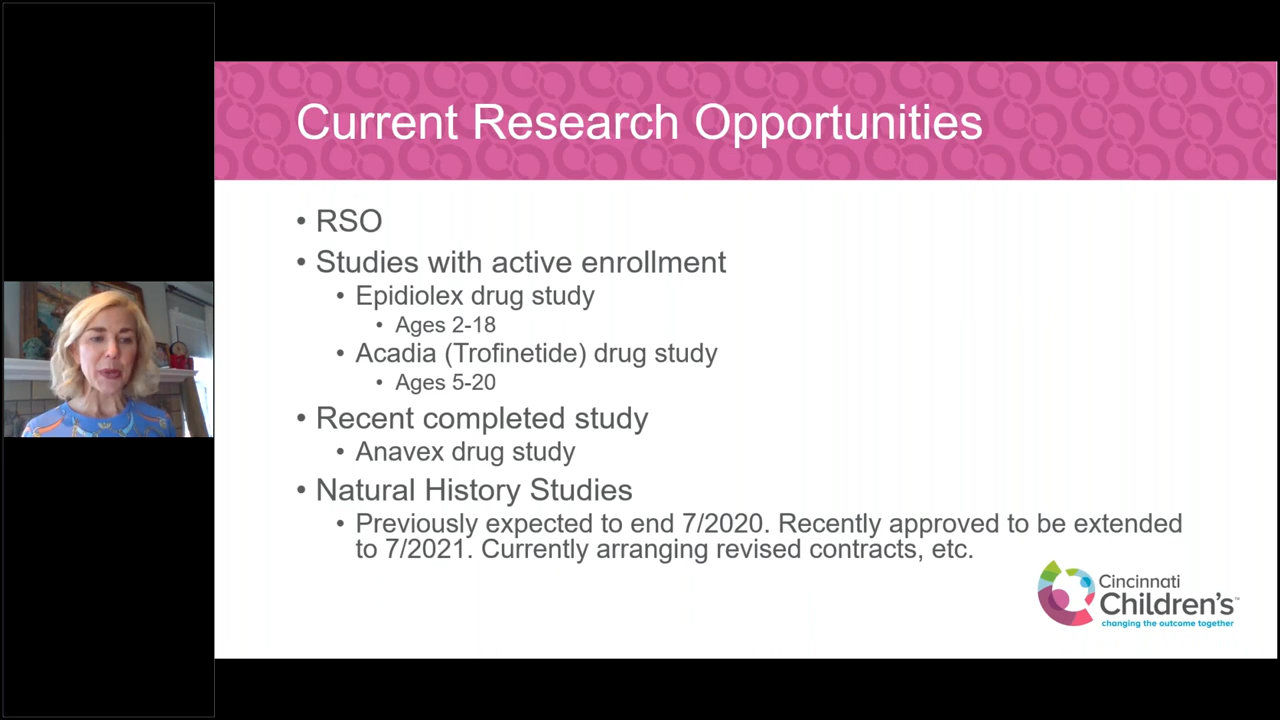 Current Research Opportunities
• RSO
• Studies with active enrollment
• Epidiolex drug study
• Ages 2-18
• Acadia (Trofinetide) drug study
• Ages 5-20
• Recent completed study
• Anavex drug study
• Natural History Studies
• Previously expected to end 7/2020. Recently approved to be extended
to 7/2021. Currently arranging revised contracts, etc.
Cincinnati
Children's™
changing the outcome together